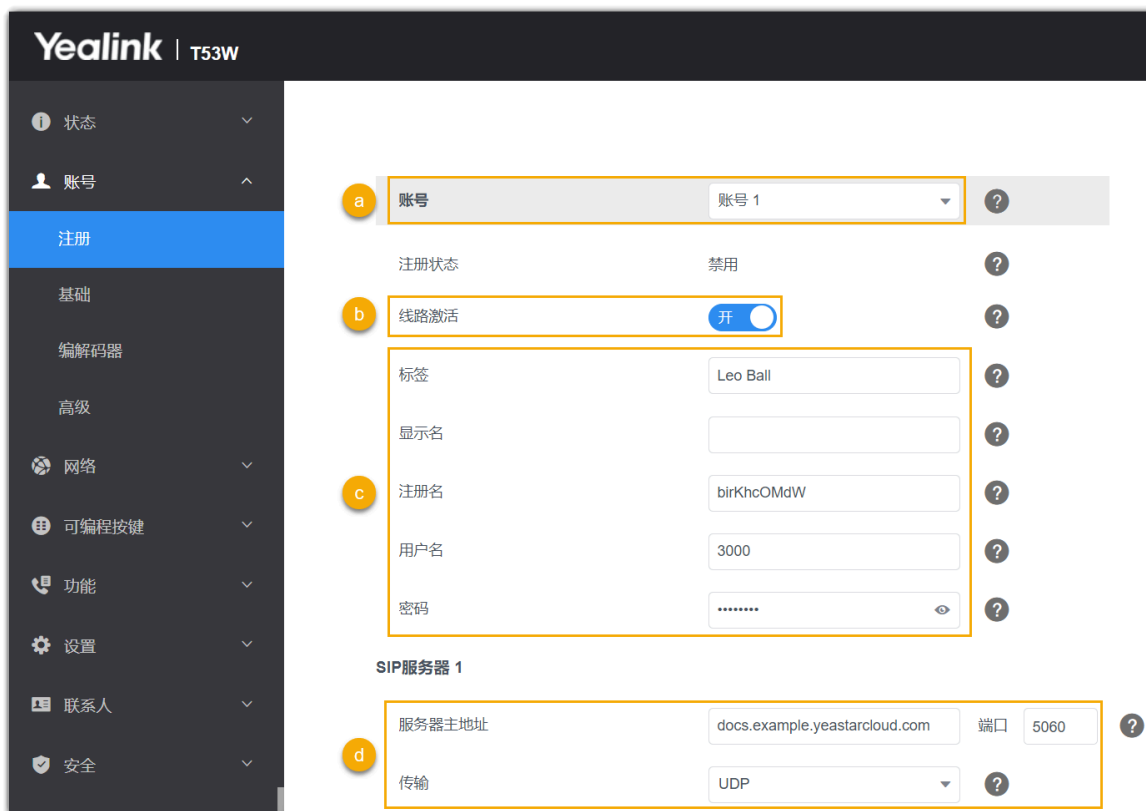 Yealink | T53W
状态
账号
注册
基础
编解码器
高级
网络
可编程按键
功能
设置
联系人
安全
a 账号 账号 1 ?
注册状态 禁用 ?
b 线路激活 开 ?
标签 Leo Ball ?
显示名 ?
c 注册名 birKhcOMdW ?
用户名 3000 ?
密码 •••••••• ?
SIP服务器 1
服务器主地址 docs.example.yeastarcloud.com 端口 5060 ?
d
传输 UDP ?